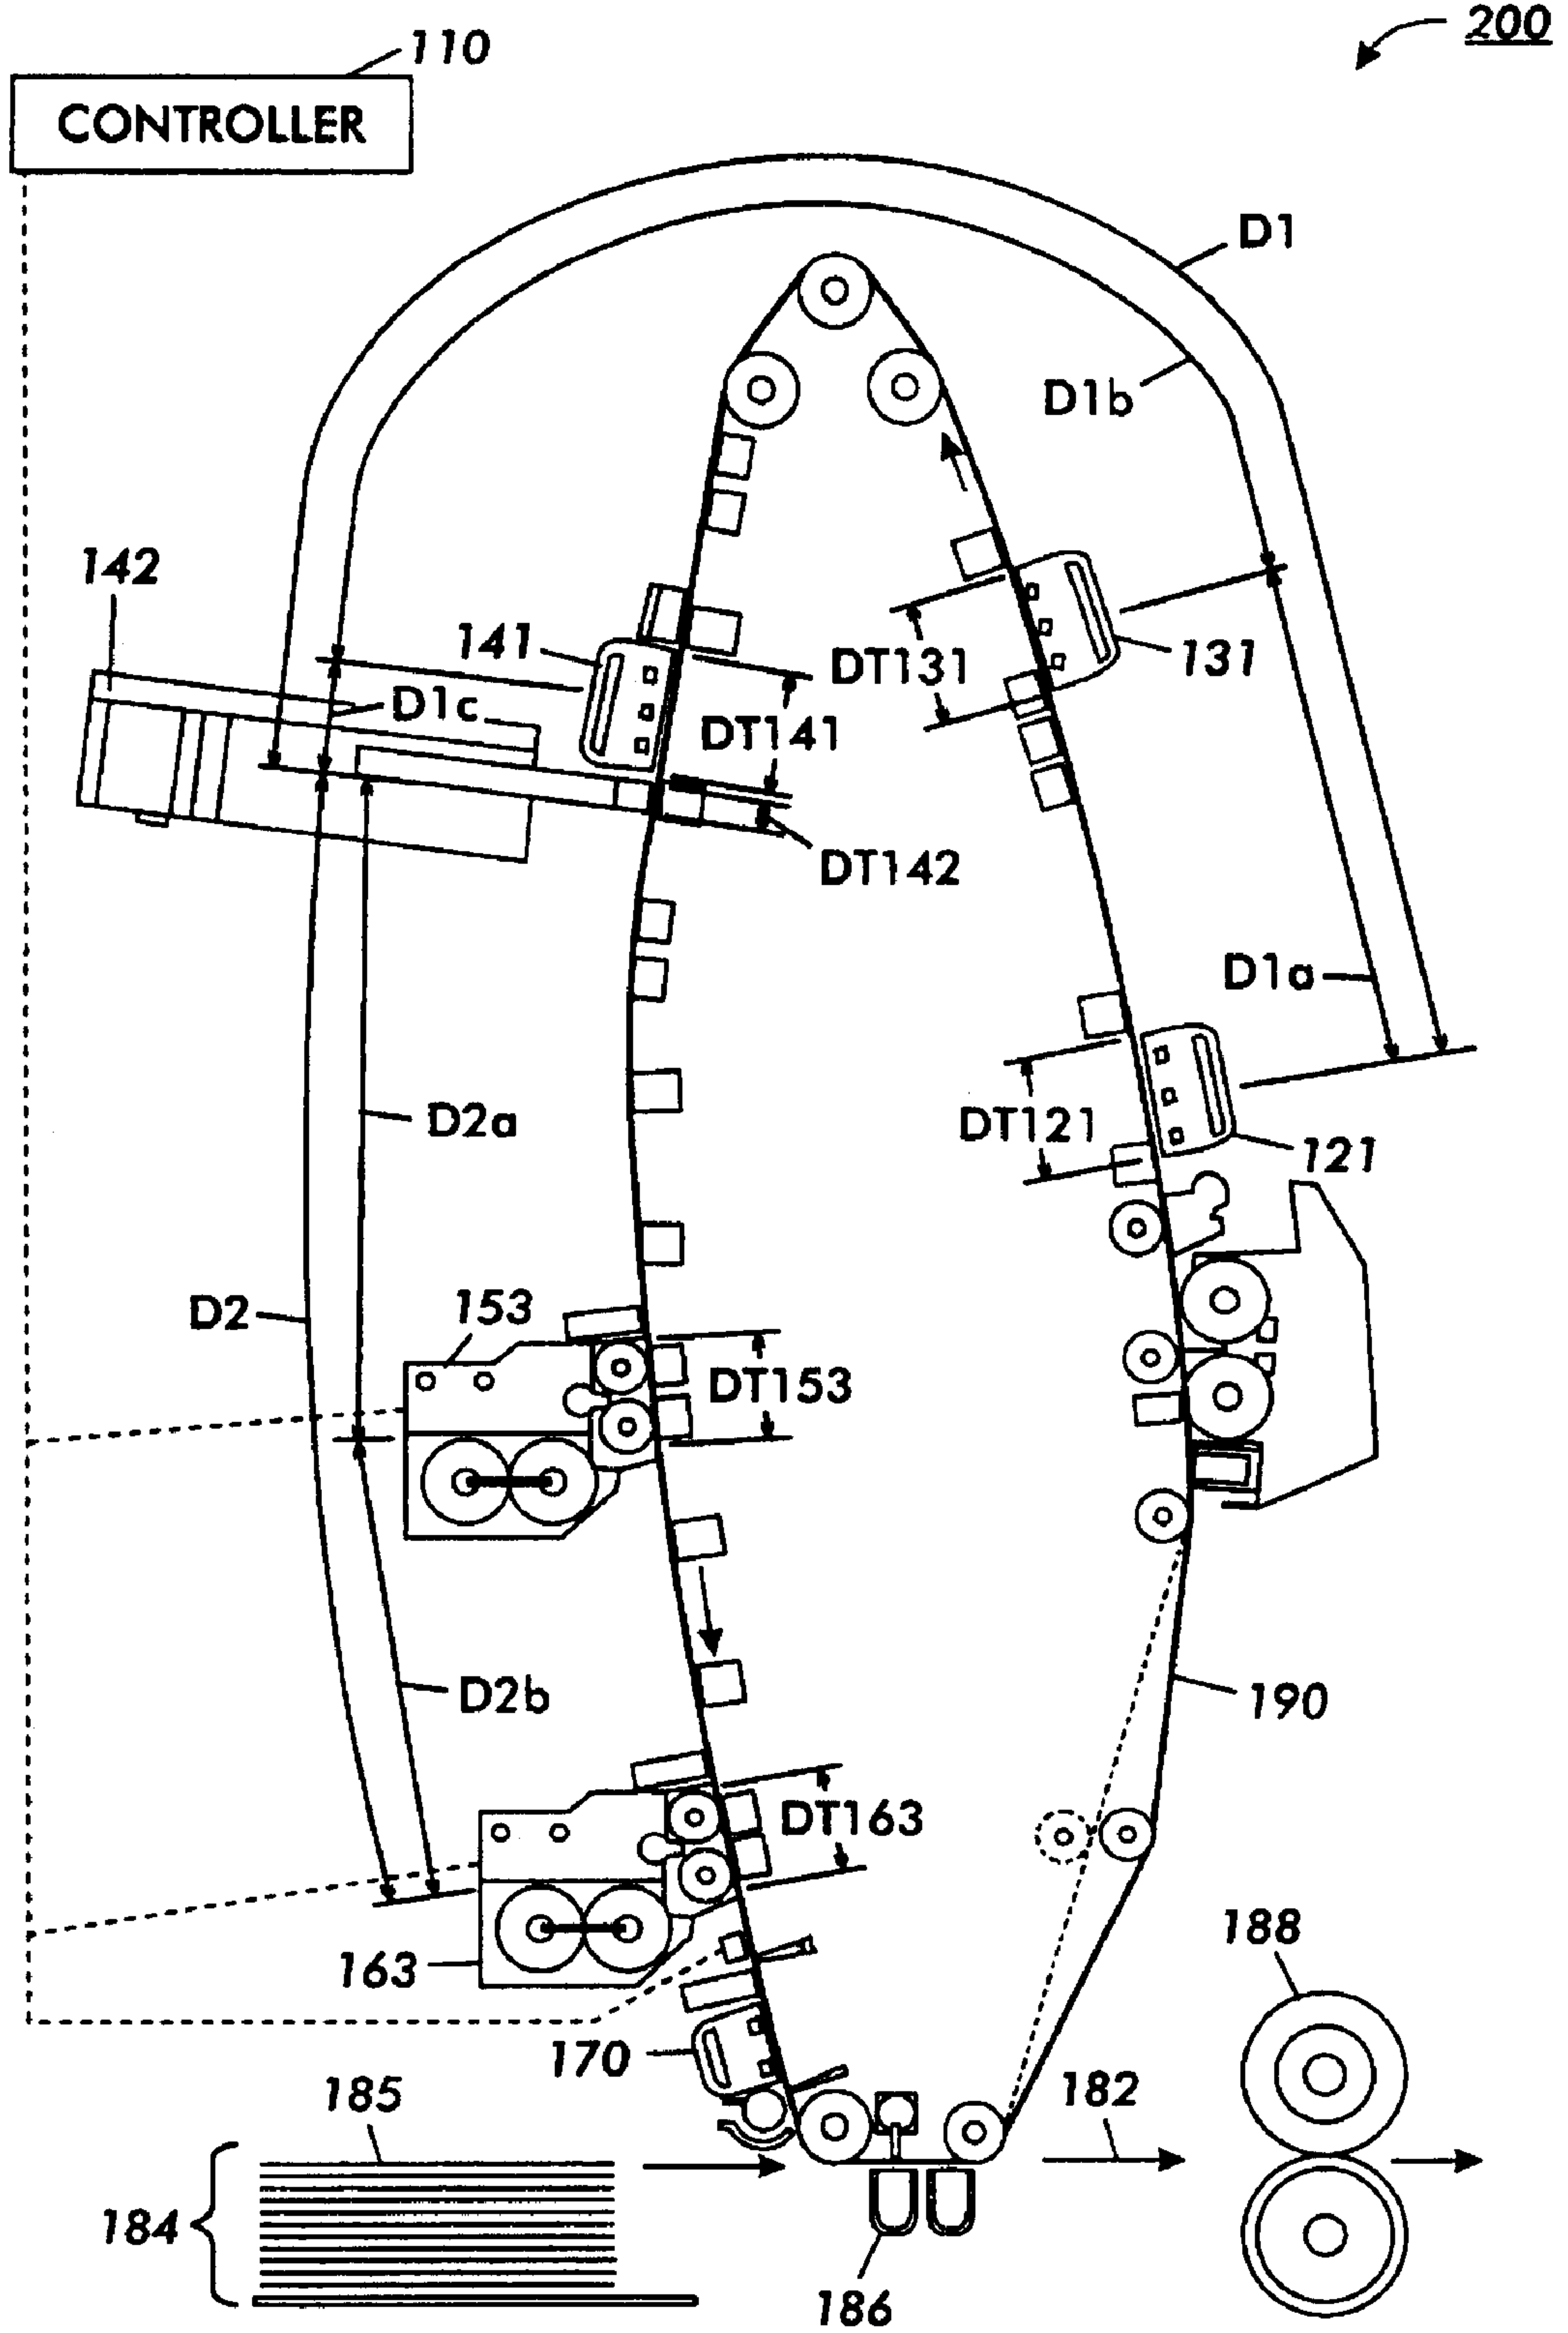 200
110
CONTROLLER
D1
D1b
142
141
131
DT131
D1c
DT141
DT142
D1a
D2a
DT121
121
D2
153
DT153
D2b
190
DT163
163
188
170
182
185
184
186